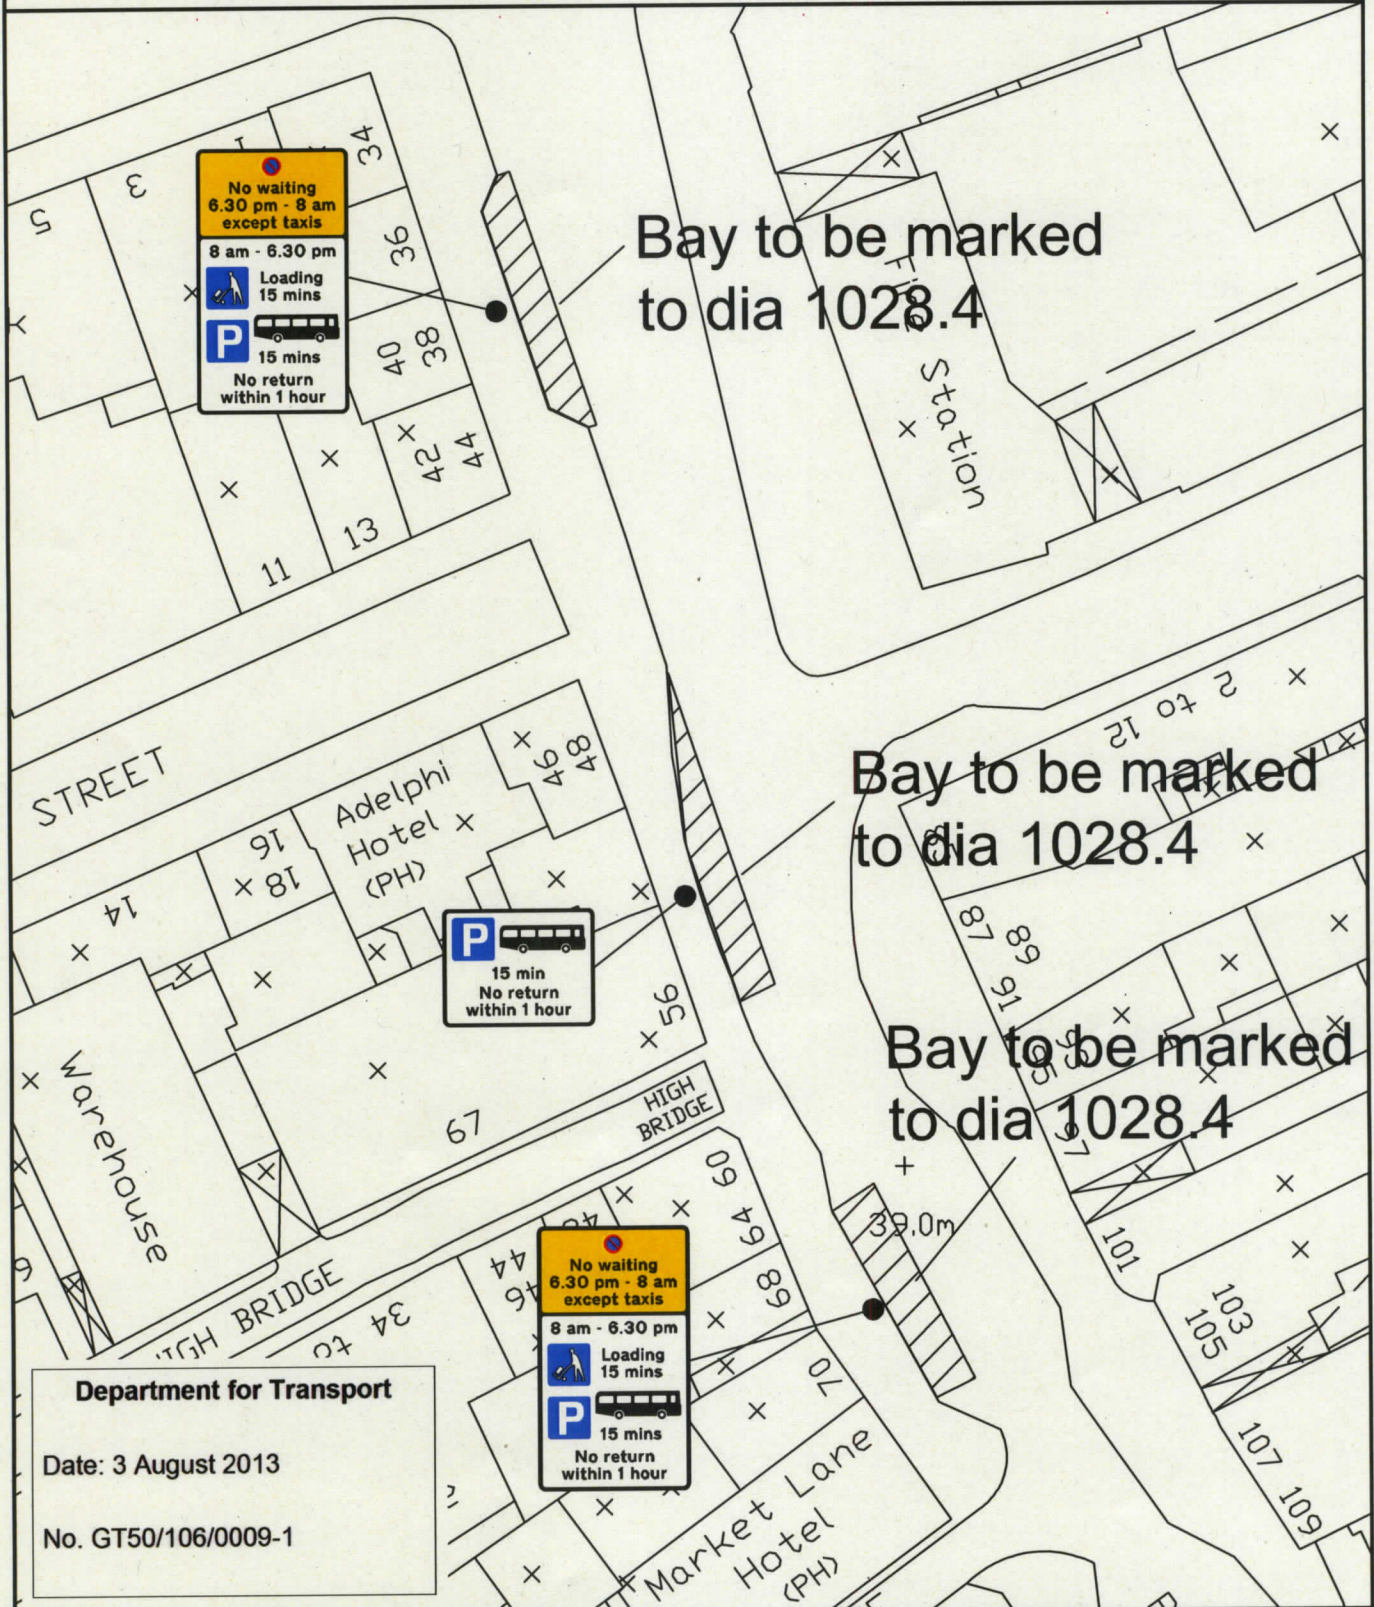 No waiting
6.30 pm - 8 am
except taxis
8 am - 6.30 pm
Loading
15 mins
P
15 mins
No return
within 1 hour
Bay to be marked
to dia 1028.4
Fire Station
1
3
5
34
36
38
40
42
44
11
13
STREET
14
16
18
Adelphi
Hotel
(PH)
46
48
2 to 12
Bay to be marked
to dia 1028.4
P
15 min
No return
within 1 hour
56
67
87
89
91
Warehouse
HIGH
BRIDGE
Bay to be marked
to dia 1028.4
95
93
97
101
103
105
107
109
39.0m
60
64
68
70
44
46
34 to
HIGH BRIDGE
No waiting
6.30 pm - 8 am
except taxis
8 am - 6.30 pm
Loading
15 mins
P
15 mins
No return
within 1 hour
Market Lane
Hotel
(PH)
Department for Transport
Date: 3 August 2013
No. GT50/106/0009-1